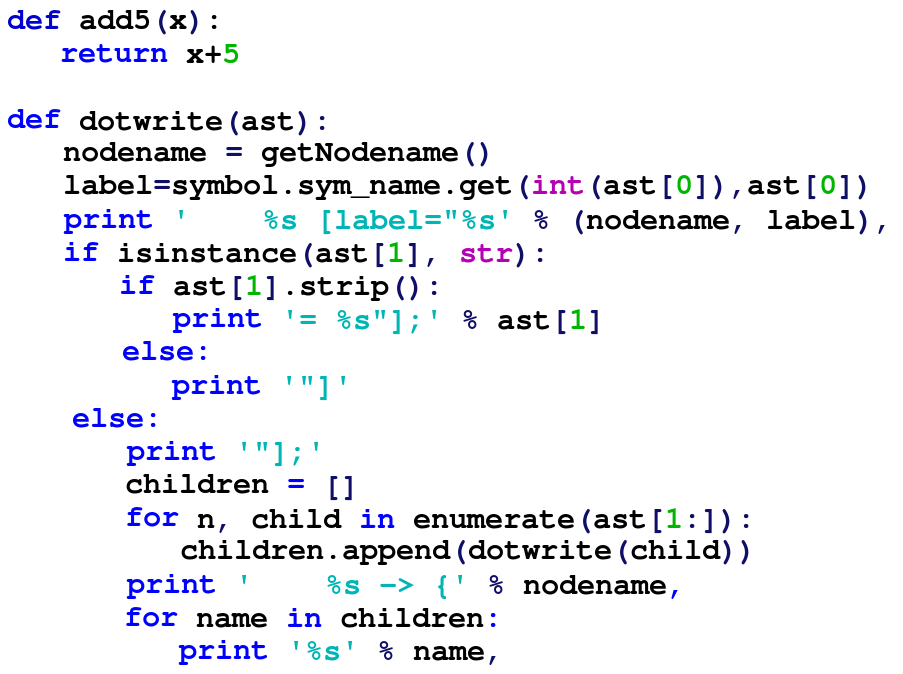 def add5(x):
    return x+5

def dotwrite(ast):
    nodename = getNodename()
    label=symbol.sym_name.get(int(ast[0]),ast[0])
    print '    %s [label="%s' % (nodename, label),
    if isinstance(ast[1], str):
        if ast[1].strip():
            print '= %s"];' % ast[1]
        else:
            print '"]'
    else:
        print '"];'
        children = []
        for n, child in enumerate(ast[1:]):
            children.append(dotwrite(child))
        print '    %s -> {' % nodename,
        for name in children:
            print '%s' % name,